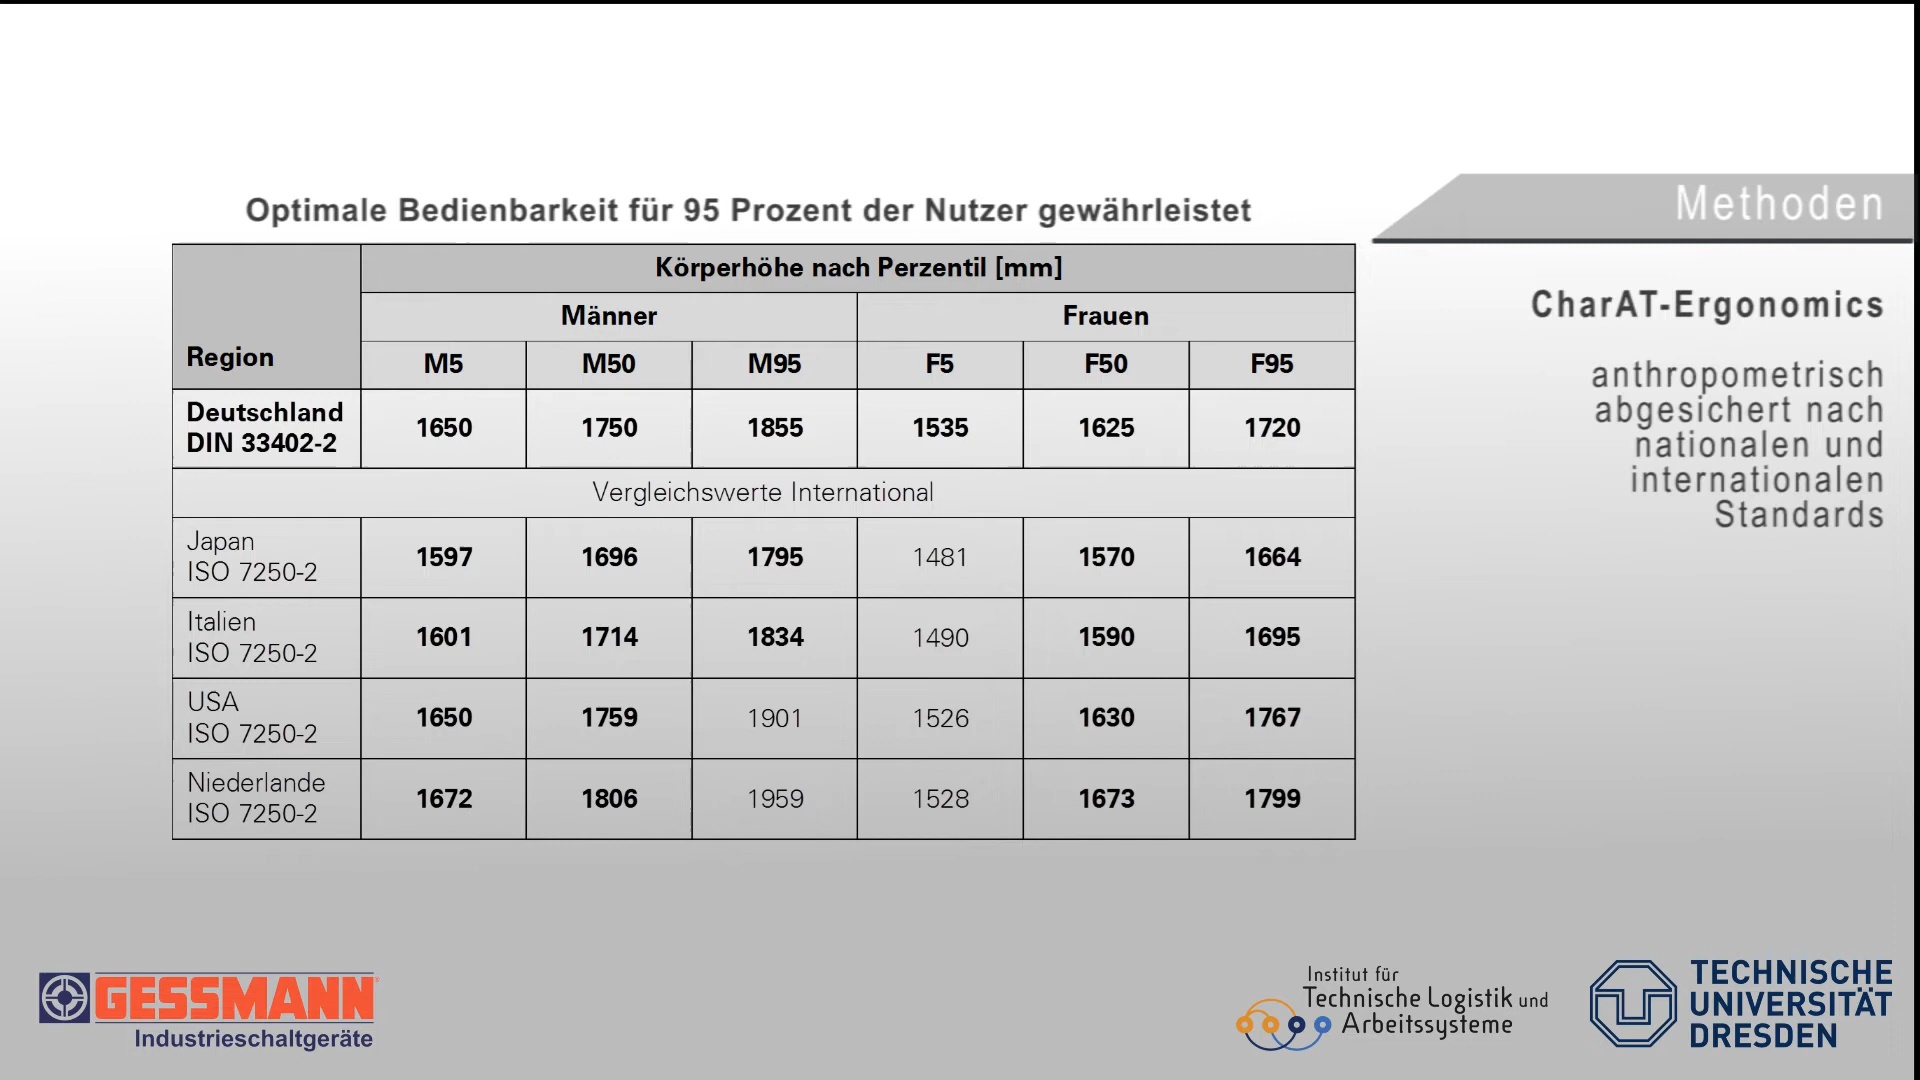 Methoden
Optimale Bedienbarkeit für 95 Prozent der Nutzer gewährleistet
Körperhöhe nach Perzentil [mm]
Männer Frauen
Region M5 M50 M95 F5 F50 F95
Deutschland
DIN 33402-2 1650 1750 1855 1535 1625 1720
Vergleichswerte International
Japan
ISO 7250-2 1597 1696 1795 1481 1570 1664
Italien
ISO 7250-2 1601 1714 1834 1490 1590 1695
USA
ISO 7250-2 1650 1759 1901 1526 1630 1767
Niederlande
ISO 7250-2 1672 1806 1959 1528 1673 1799
CharAT-Ergonomics
anthropometrisch
abgesichert nach
nationalen und
internationalen
Standards
GESSMANN
Industrieschaltgeräte
Institut für
Technische Logistik und
Arbeitssysteme
TECHNISCHE
UNIVERSITÄT
DRESDEN